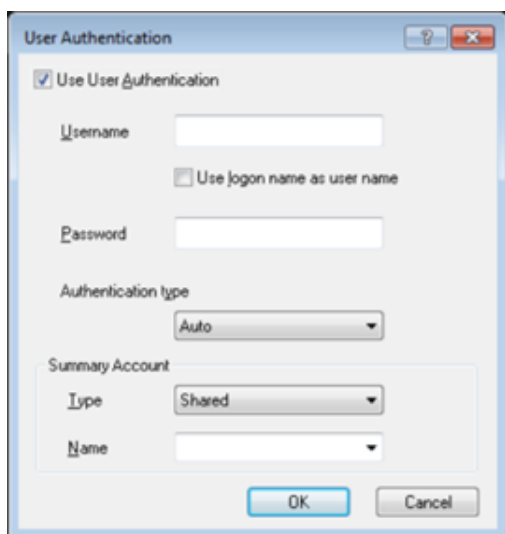 User Authentication
Use User Authentication
Username
Use logon name as user name
Password
Authentication type
Auto
Summary Account
Type
Shared
Name
OK
Cancel